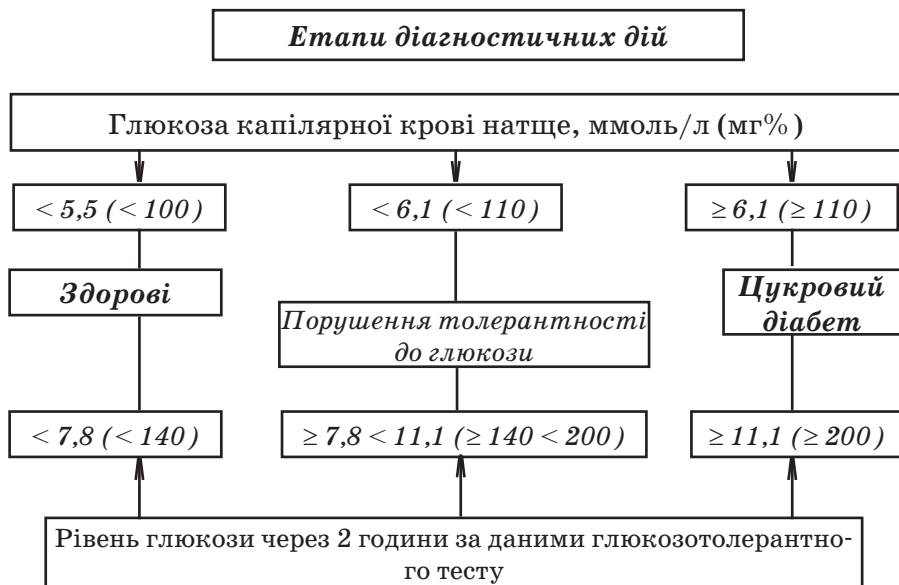 Етапи діагностичних дій
Глюкоза капілярної крові натще, ммоль/л (мг%)
< 5,5 (< 100)
< 6,1 (< 110)
≥ 6,1 (≥ 110)
Здорові
Порушення толерантності
до глюкози
Цукровий
діабет
< 7,8 (< 140)
≥ 7,8 < 11,1 (≥ 140 < 200)
≥ 11,1 (≥ 200)
Рівень глюкози через 2 години за даними глюкозотолерантно-
го тесту